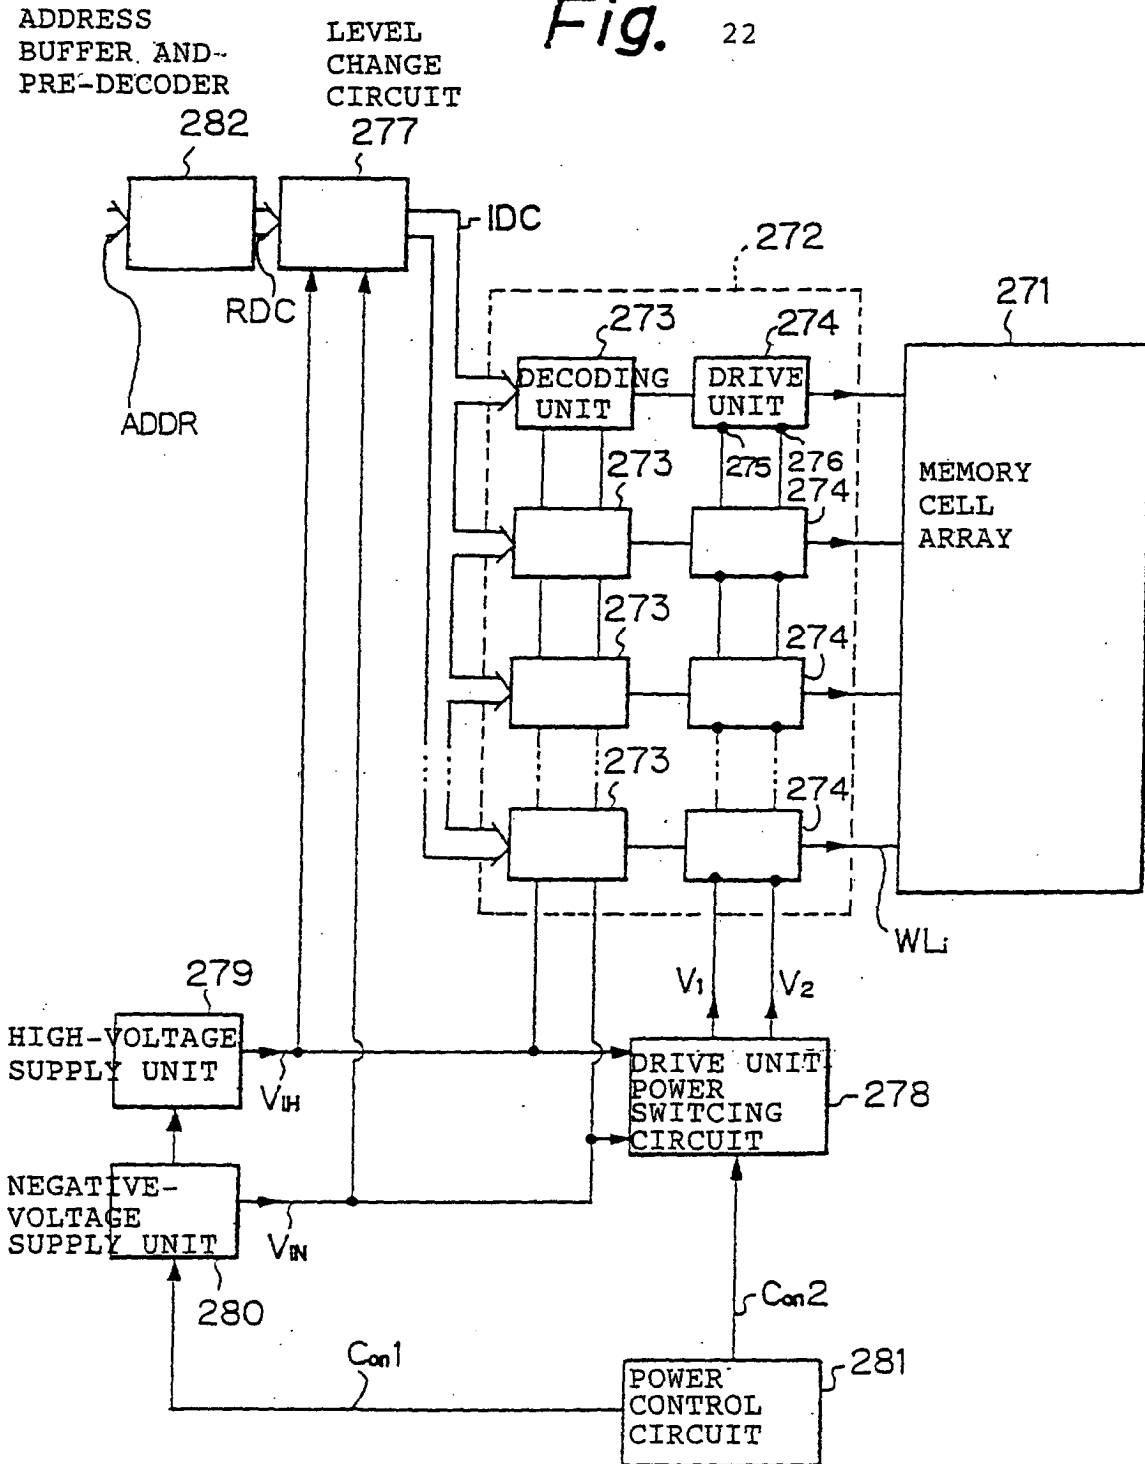 Fig. 22
ADDRESS
BUFFER AND-
PRE-DECODER
282
LEVEL
CHANGE
CIRCUIT
277
IDC
RDC
ADDR
272
271
273
274
DECODING
UNIT
DRIVE
UNIT
275
276
273
274
MEMORY
CELL
ARRAY
273
274
273
274
WLi
V1
V2
279
HIGH-VOLTAGE
SUPPLY UNIT
VIH
DRIVE UNIT
POWER
SWITCING
CIRCUIT
278
NEGATIVE-
VOLTAGE
SUPPLY UNIT
VIN
280
Con2
Con1
281
POWER
CONTROL
CIRCUIT